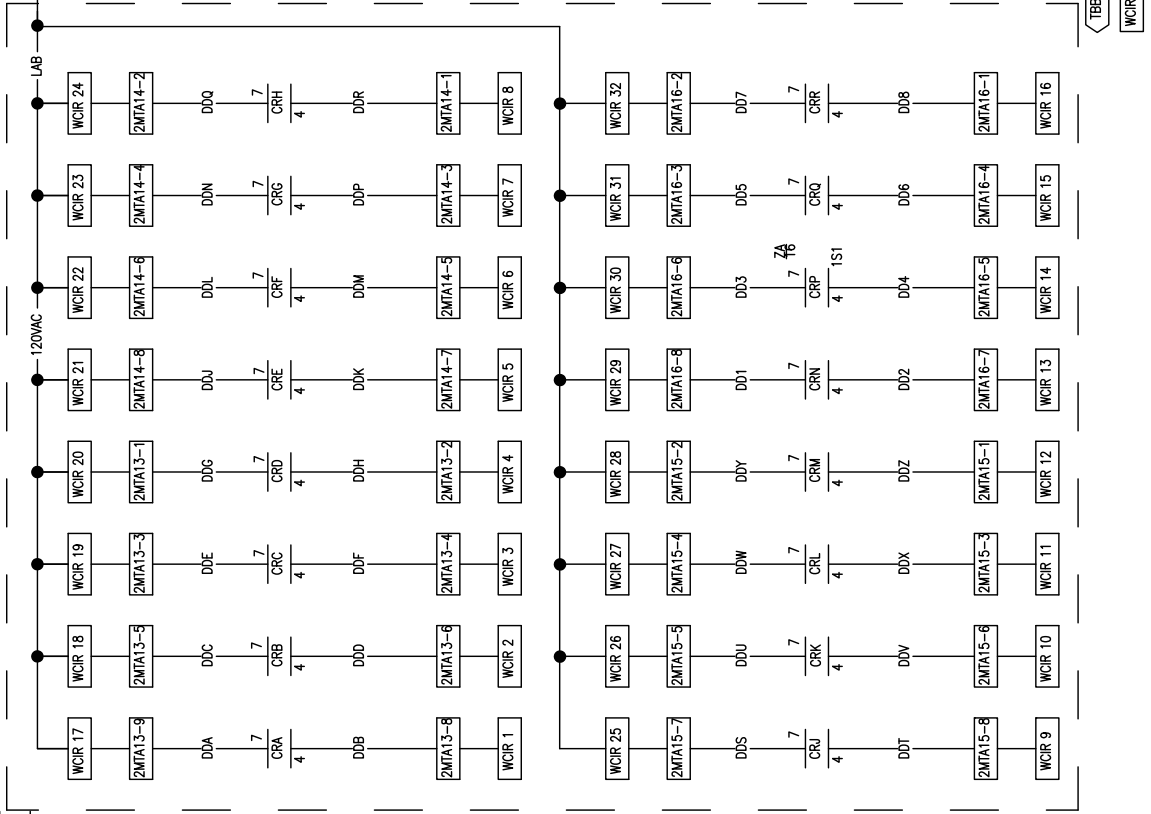 LAB
120VAC
WCIR 24
2MTA14-2
DDQ
7
CRH
4
DDR
2MTA14-1
WCIR 8
WCIR 23
2MTA14-4
DDN
7
CRG
4
DDP
2MTA14-3
WCIR 7
WCIR 22
2MTA14-6
DDL
7
CRF
4
DDM
2MTA14-5
WCIR 6
WCIR 21
2MTA14-8
DDJ
7
CRE
4
DDK
2MTA14-7
WCIR 5
WCIR 20
2MTA13-1
DDG
7
CRD
4
DDH
2MTA13-2
WCIR 4
WCIR 19
2MTA13-3
DDE
7
CRC
4
DDF
2MTA13-4
WCIR 3
WCIR 18
2MTA13-5
DDC
7
CRB
4
DDD
2MTA13-6
WCIR 2
WCIR 17
2MTA13-9
DDA
7
CRA
4
DDB
2MTA13-8
WCIR 1
WCIR 32
2MTA16-2
DD7
7
CRR
4
DD8
2MTA16-1
WCIR 16
WCIR 31
2MTA16-3
DD5
7
CRQ
4
DD6
2MTA16-4
WCIR 15
WCIR 30
2MTA16-6
DD3
7
CRP
4
1S1
DD4
2MTA16-5
WCIR 14
WCIR 29
2MTA16-8
DD1
7
CRN
4
DD2
2MTA16-7
WCIR 13
WCIR 28
2MTA15-2
DDY
7
CRM
4
DDZ
2MTA15-1
WCIR 12
WCIR 27
2MTA15-4
DDW
7
CRL
4
DDX
2MTA15-3
WCIR 11
WCIR 26
2MTA15-5
DDU
7
CRK
4
DDV
2MTA15-6
WCIR 10
WCIR 25
2MTA15-7
DDS
7
CRJ
4
DDT
2MTA15-8
WCIR 9
WCIR